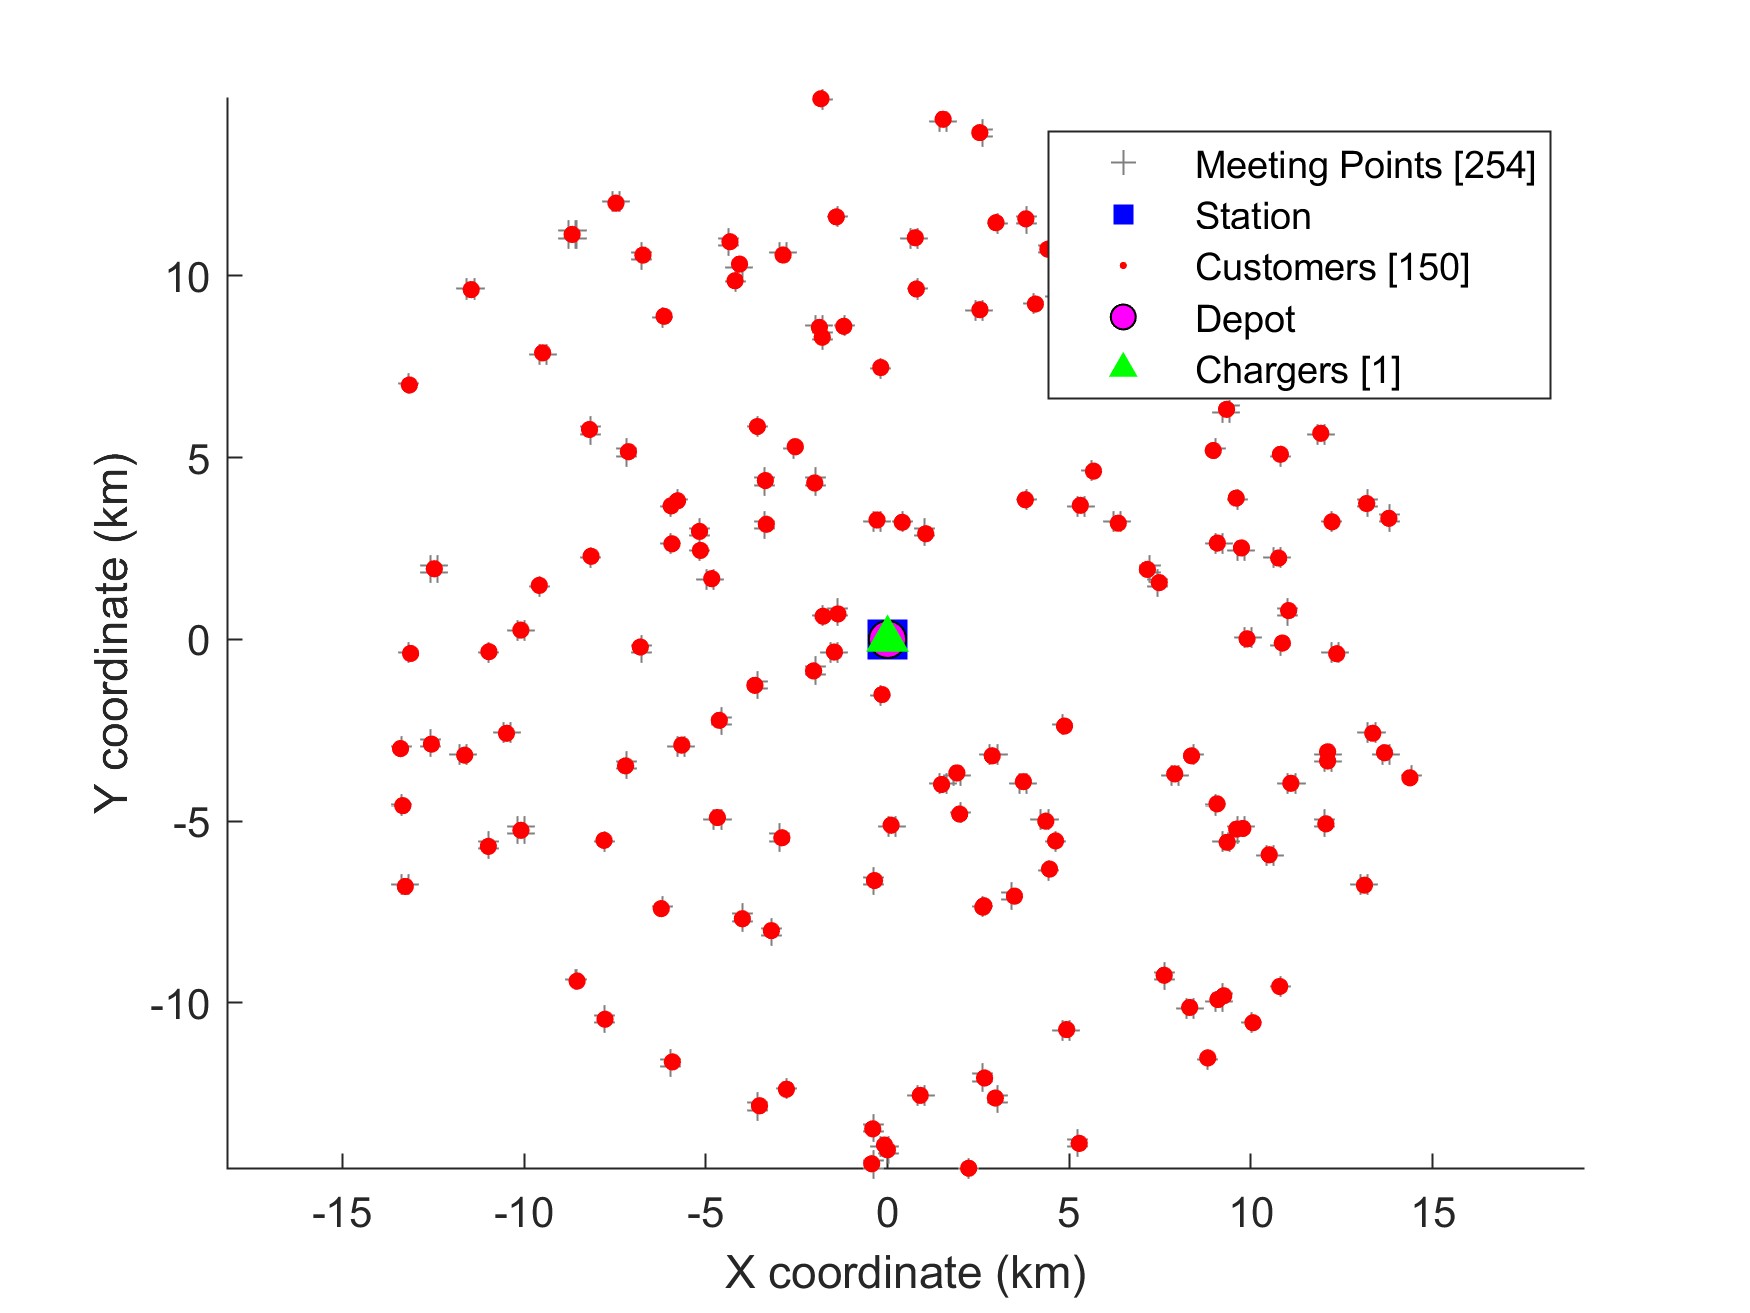 Meeting Points [254]
Station
Customers [150]
Depot
Chargers [1]
10
5
0
-5
-10
Y coordinate (km)
-15
-10
-5
0
5
10
15
X coordinate (km)